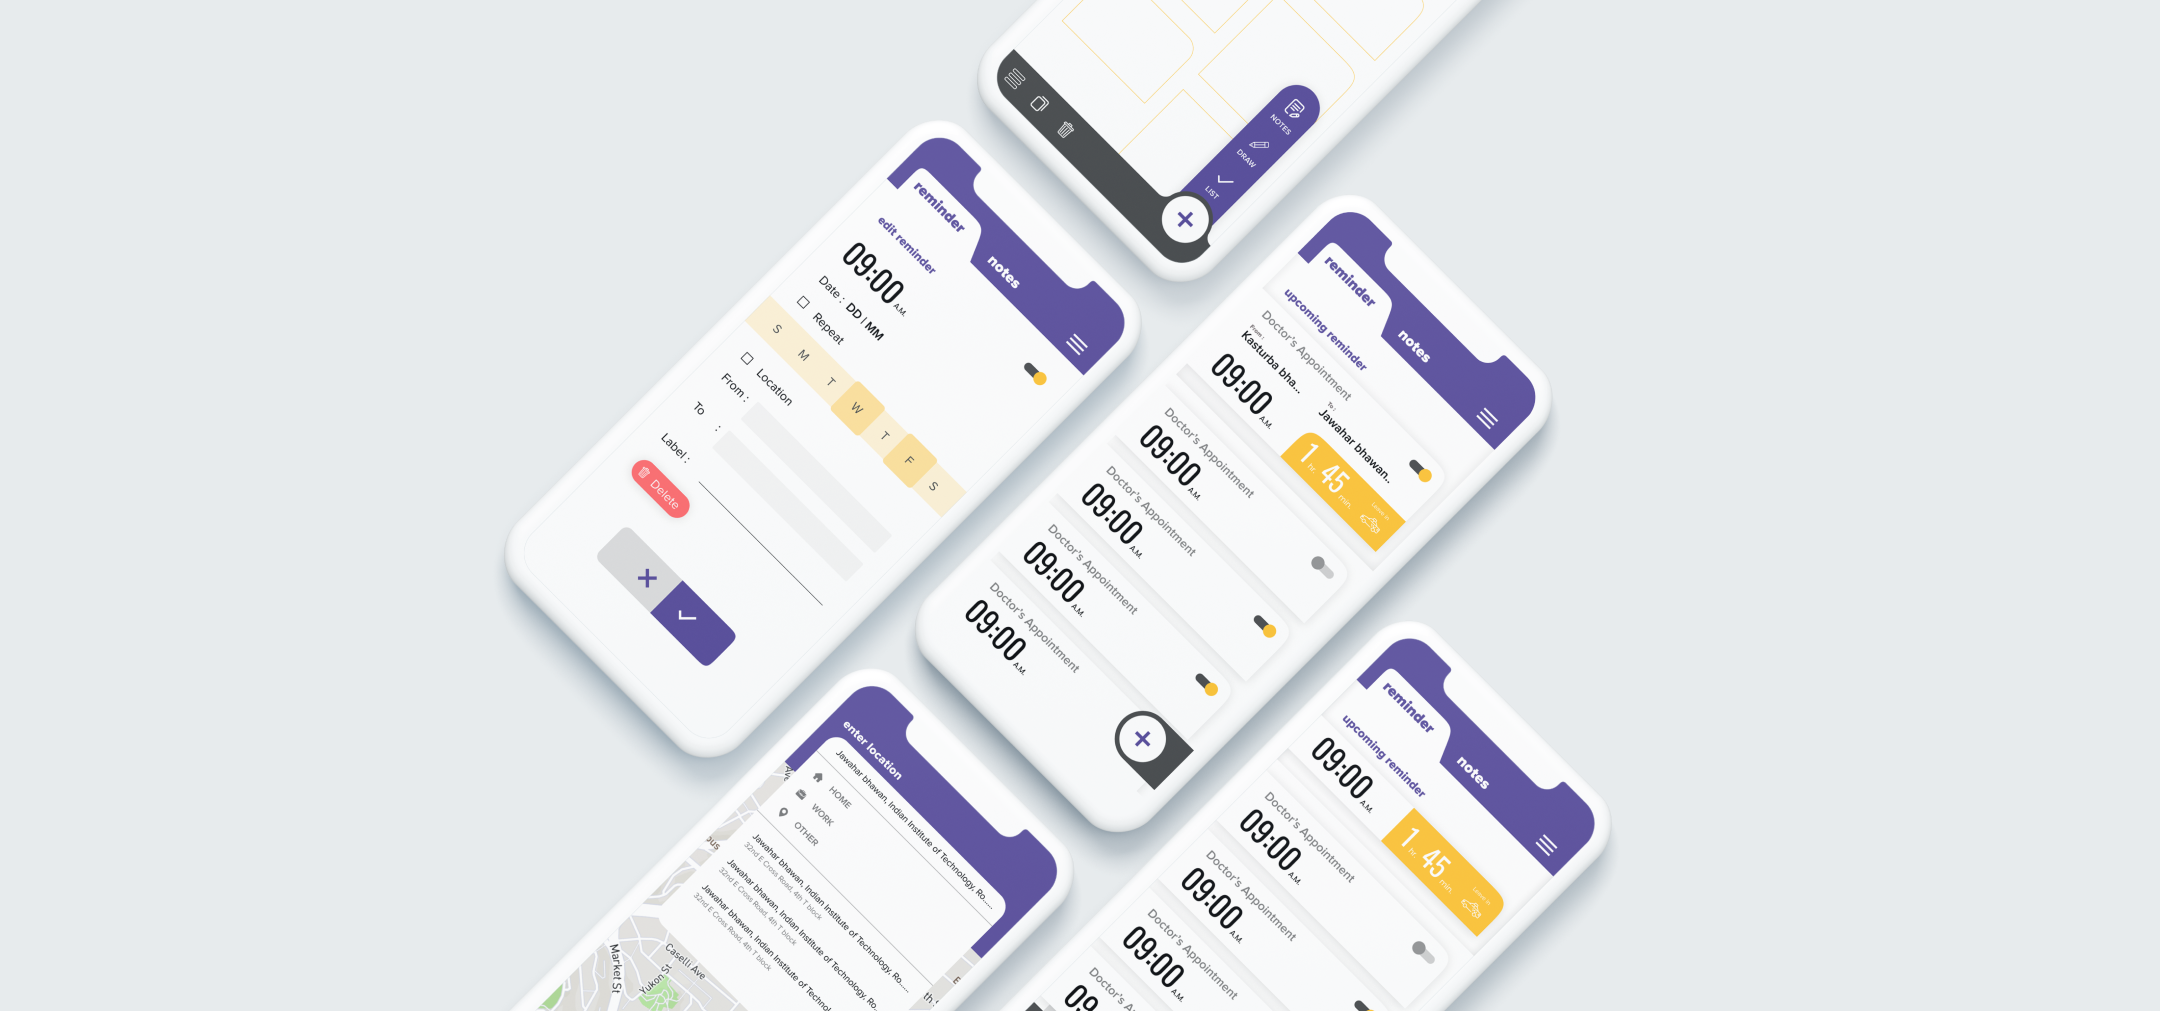 NOTES
DRAW
LIST
reminder
notes
edit reminder
09:00 A.M.
Date : DD | MM
Repeat
S M T W T F S
Location
From :
To :
Label :
Delete
reminder
notes
upcoming reminder
Doctor's Appointment
From :
Kasturba bha...
To :
Jawahar bhawan..
09:00 A.M.
1 hr 45 min.
Leave in
Doctor's Appointment
09:00 A.M.
Doctor's Appointment
09:00 A.M.
Doctor's Appointment
09:00 A.M.
Doctor's Appointment
09:00 A.M.
enter location
Jawahar bhawan, Indian Institute of Technology, Ro.....
HOME
WORK
OTHER
Jawahar bhawan, Indian Institute of Technology, Ro.....
32nd E Cross Road, 4th T block
Jawahar bhawan, Indian Institute of Technology, Ro
32nd E Cross Road, 4th T block
Jawahar bhawan, Indian Institute of Technol
32nd E Cross Road, 4th T block
Caselli Ave
Yukon St
Market St
reminder
notes
upcoming reminder
09:00 A.M.
1 hr 45 min.
Leave in
Doctor's Appointment
09:00 A.M.
Doctor's Appointment
09:00 A.M.
Doctor's Appointment
09:00 A.M.
Doctor's A
09